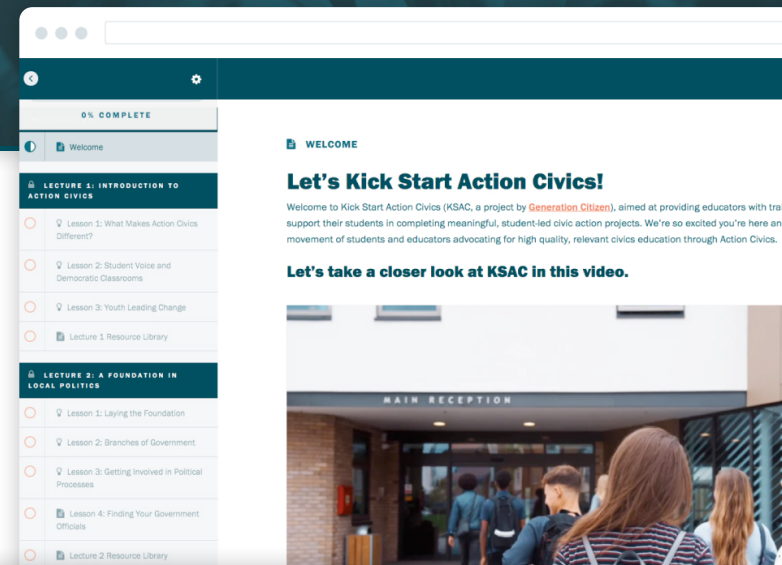 0% COMPLETE
Welcome
LECTURE 1: INTRODUCTION TO
ACTION CIVICS
Lesson 1: What Makes Action Civics
Different?
Lesson 2: Student Voice and
Democratic Classrooms
Lesson 3: Youth Leading Change
Lecture 1 Resource Library
LECTURE 2: A FOUNDATION IN
LOCAL POLITICS
Lesson 1: Laying the Foundation
Lesson 2: Branches of Government
Lesson 3: Getting Involved in Political
Processes
Lesson 4: Finding Your Government
Officials
Lecture 2 Resource Library
WELCOME
Let's Kick Start Action Civics!
Welcome to Kick Start Action Civics (KSAC, a project by Generation Citizen), aimed at providing educators with
support their students in completing meaningful, student-led civic action projects. We're so excited you're here
movement of students and educators advocating for high quality, relevant civics education through Action Civics.
Let's take a closer look at KSAC in this video.
MAIN RECEPTION